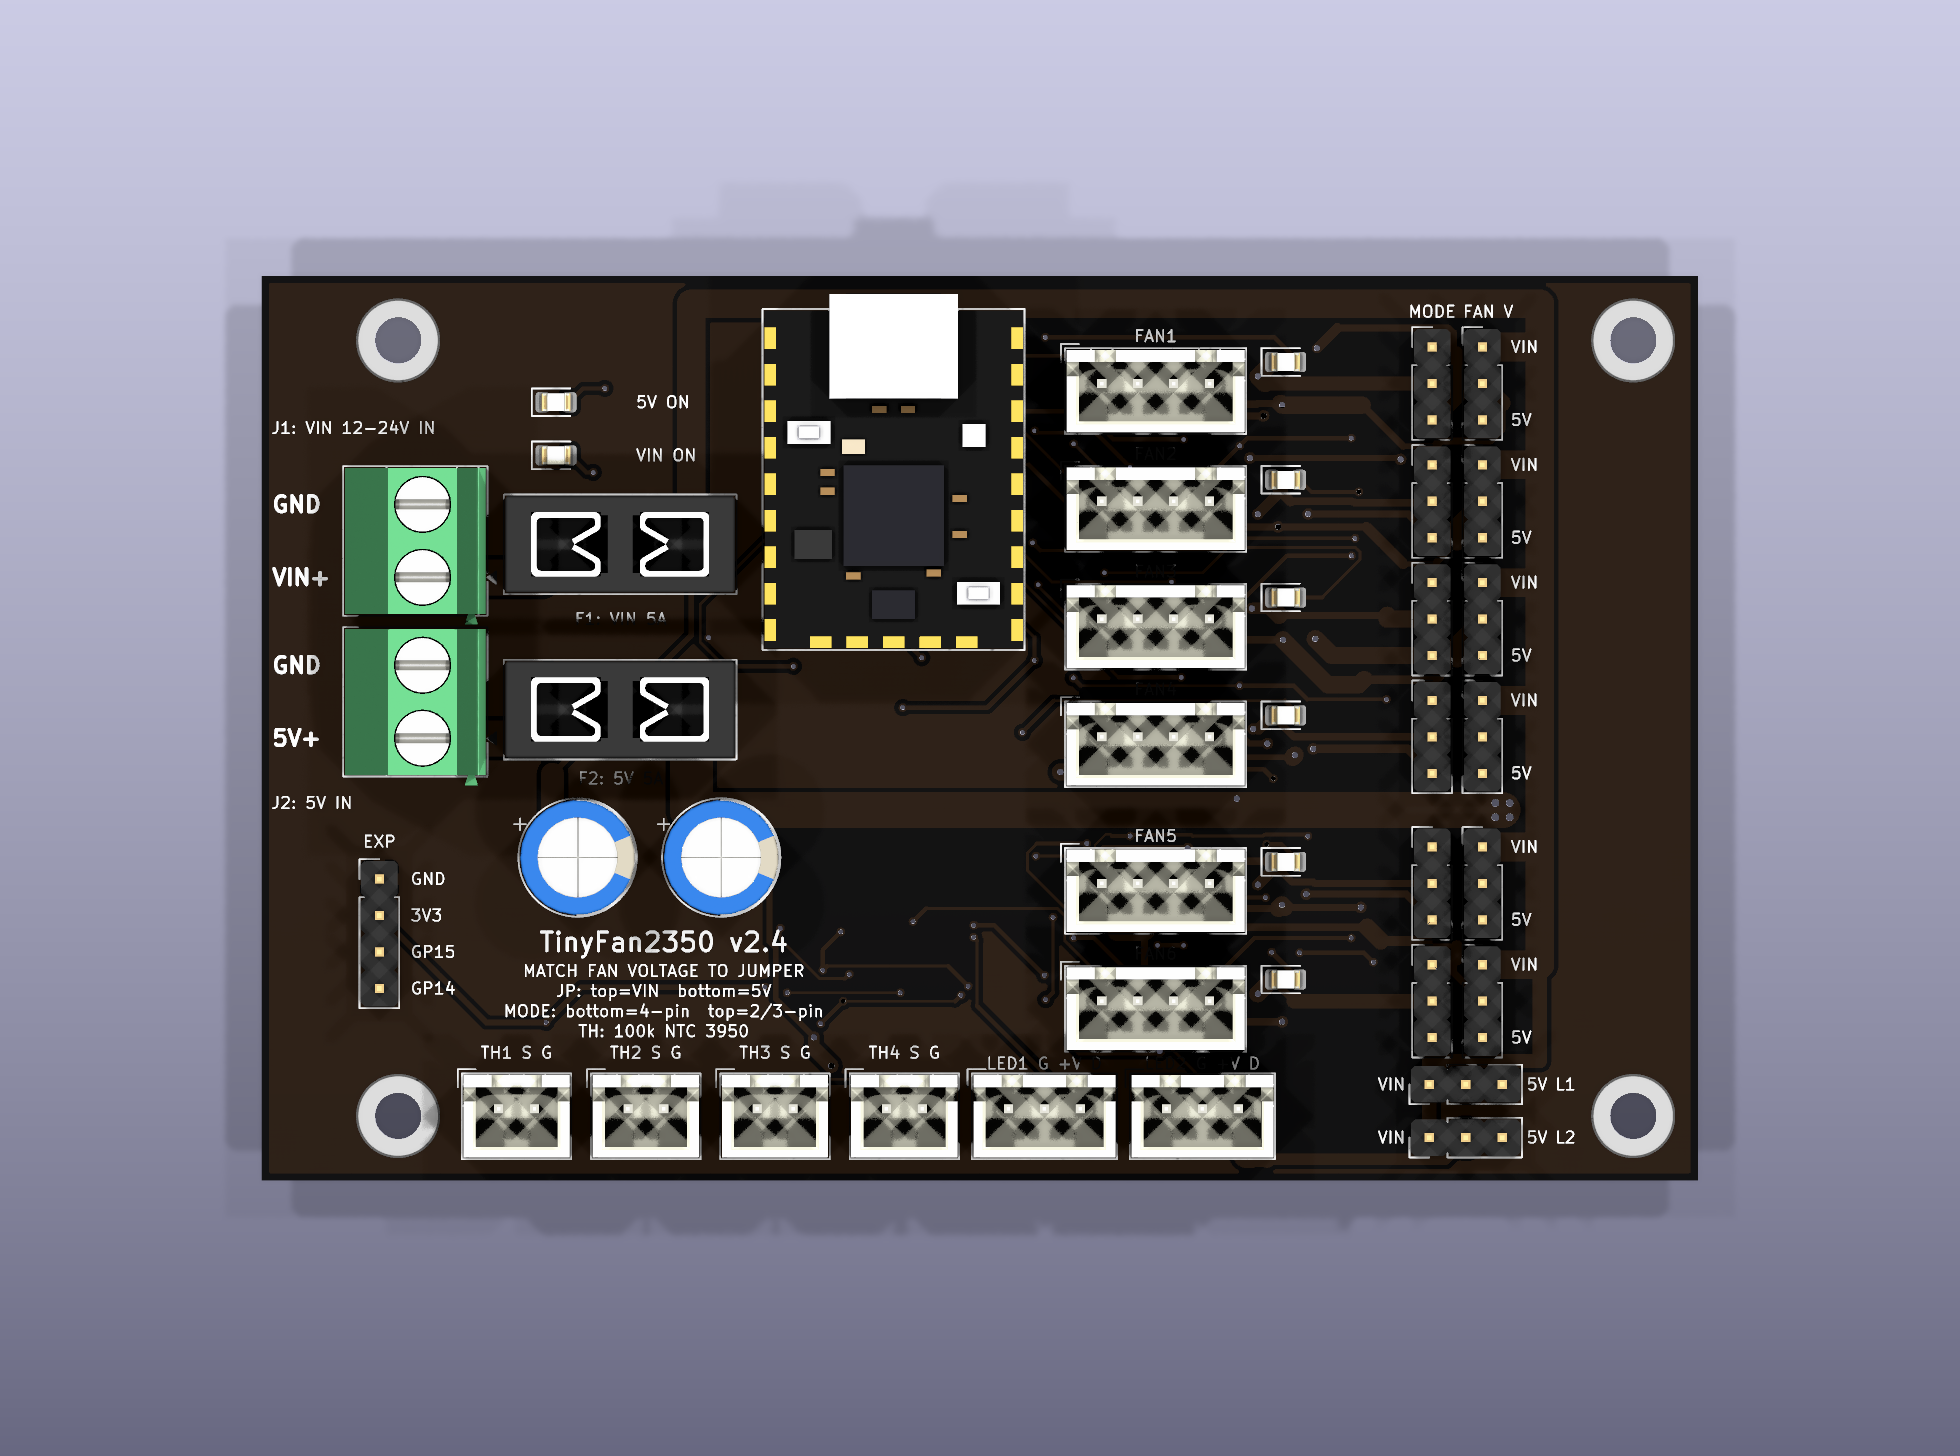 MODE FAN V
FAN1
VIN
5V
5V ON
J1: VIN 12-24V IN
VIN ON
FAN2
VIN
5V
GND
VIN+
F1: VIN 5A
VIN
5V
GND
5V+
F2: 5V
VIN
5V
J2: 5V IN
EXP
GND
3V3
GP15
GP14
FAN5
VIN
5V
TinyFan2350 v2.4
MATCH FAN VOLTAGE TO JUMPER
JP: top=VIN bottom=5V
MODE: bottom=4-pin top=2/3-pin
TH: 100k NTC 3950
VIN
5V
TH1 S G
TH2 S G
TH3 S G
TH4 S G
LED1 G +V
V D
VIN
5V L1
VIN
5V L2